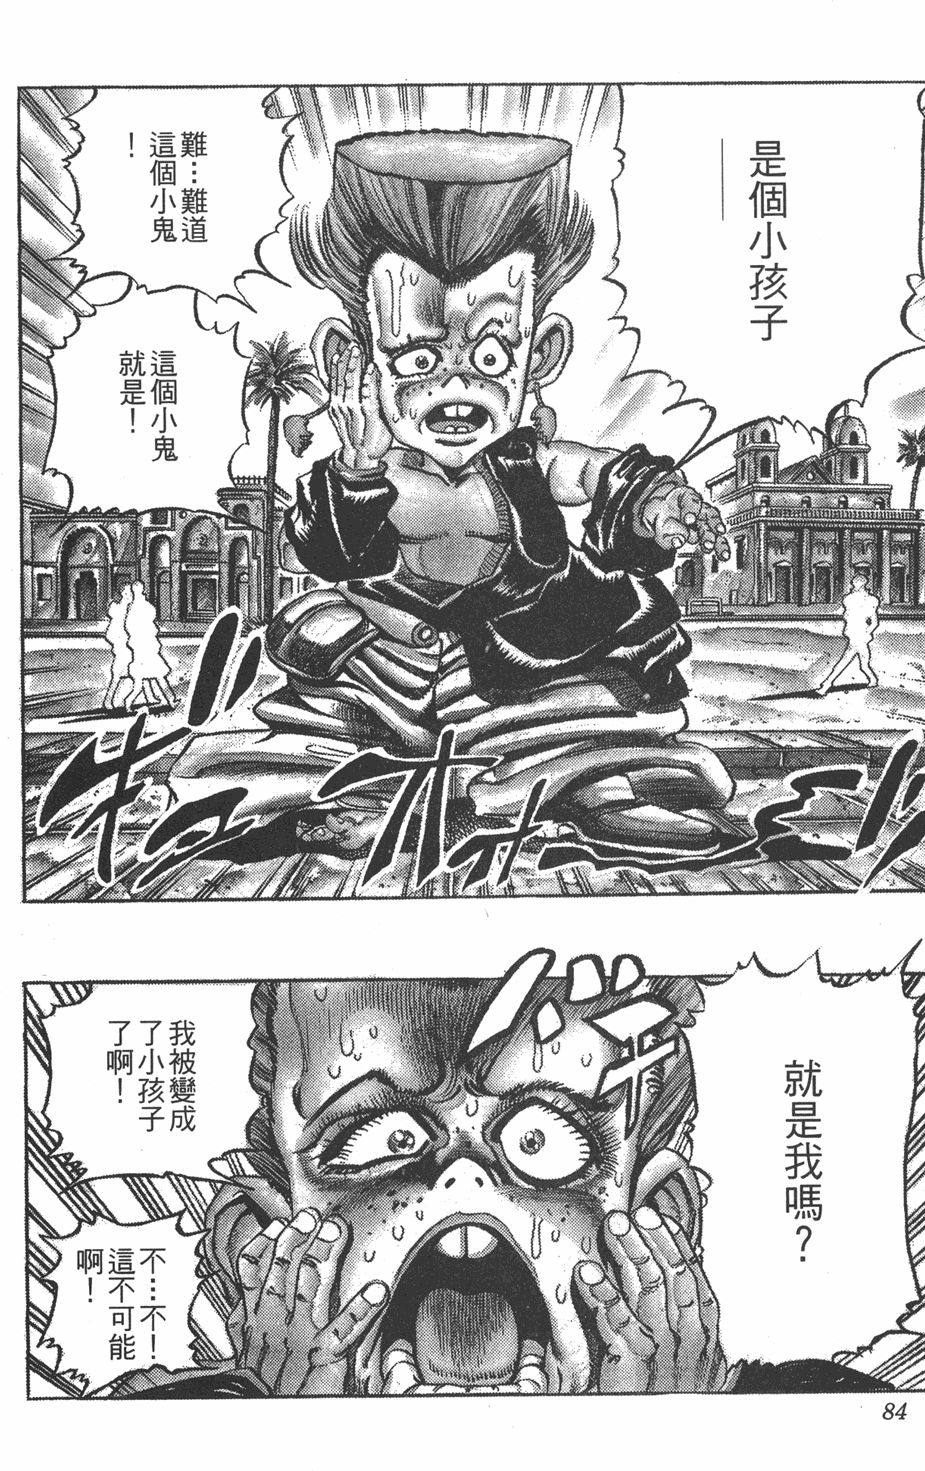 是個小孩子
——
難…難道
這個小鬼
！
這個小鬼
就是！
ギュオオーーン
就是我嗎？
我被變成
了小孩子
了啊！
不…不！
這不可能
啊！
84